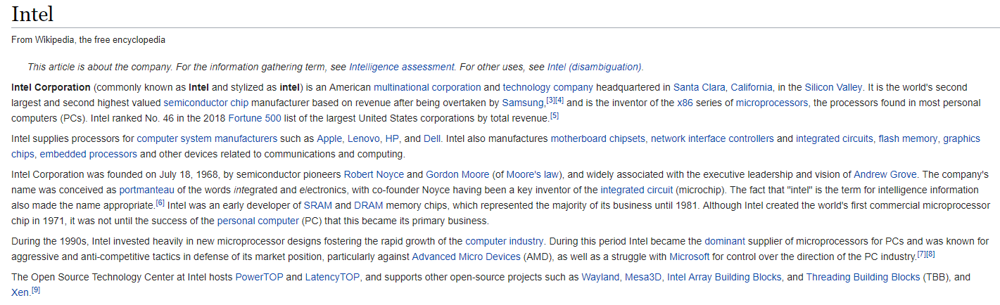 Intel
From Wikipedia, the free encyclopedia
This article is about the company. For the information gathering term, see Intelligence assessment. For other uses, see Intel (disambiguation).
Intel Corporation (commonly known as Intel and stylized as intel) is an American multinational corporation and technology company headquartered in Santa Clara, California, in the Silicon Valley. It is the world's second
largest and second highest valued semiconductor chip manufacturer based on revenue after being overtaken by Samsung,[3][4] and is the inventor of the x86 series of microprocessors, the processors found in most personal
computers (PCs). Intel ranked No. 46 in the 2018 Fortune 500 list of the largest United States corporations by total revenue.[5]
Intel supplies processors for computer system manufacturers such as Apple, Lenovo, HP, and Dell. Intel also manufactures motherboard chipsets, network interface controllers and integrated circuits, flash memory, graphics
chips, embedded processors and other devices related to communications and computing.
Intel Corporation was founded on July 18, 1968, by semiconductor pioneers Robert Noyce and Gordon Moore (of Moore's law), and widely associated with the executive leadership and vision of Andrew Grove. The company's
name was conceived as portmanteau of the words integrated and electronics, with co-founder Noyce having been a key inventor of the integrated circuit (microchip). The fact that "intel" is the term for intelligence information
also made the name appropriate.[6] Intel was an early developer of SRAM and DRAM memory chips, which represented the majority of its business until 1981. Although Intel created the world's first commercial microprocessor
chip in 1971, it was not until the success of the personal computer (PC) that this became its primary business.
During the 1990s, Intel invested heavily in new microprocessor designs fostering the rapid growth of the computer industry. During this period Intel became the dominant supplier of microprocessors for PCs and was known for
aggressive and anti-competitive tactics in defense of its market position, particularly against Advanced Micro Devices (AMD), as well as a struggle with Microsoft for control over the direction of the PC industry.[7][8]
The Open Source Technology Center at Intel hosts PowerTOP and LatencyTOP, and supports other open-source projects such as Wayland, Mesa3D, Intel Array Building Blocks, and Threading Building Blocks (TBB), and
Xen.[9]